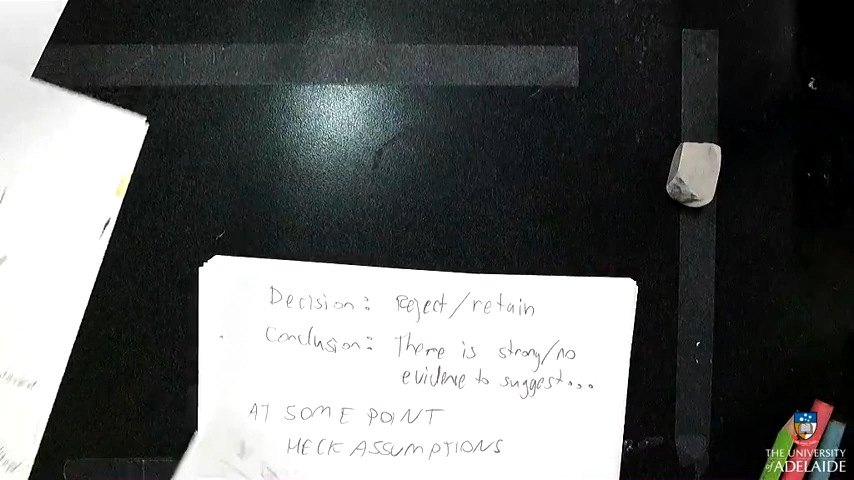 Decision: Reject/retain
Conclusion: There is strong/no
evidence to suggest...
AT SOME POINT
HECK ASSUMPTIONS
THE UNIVERSITY
of ADELAIDE